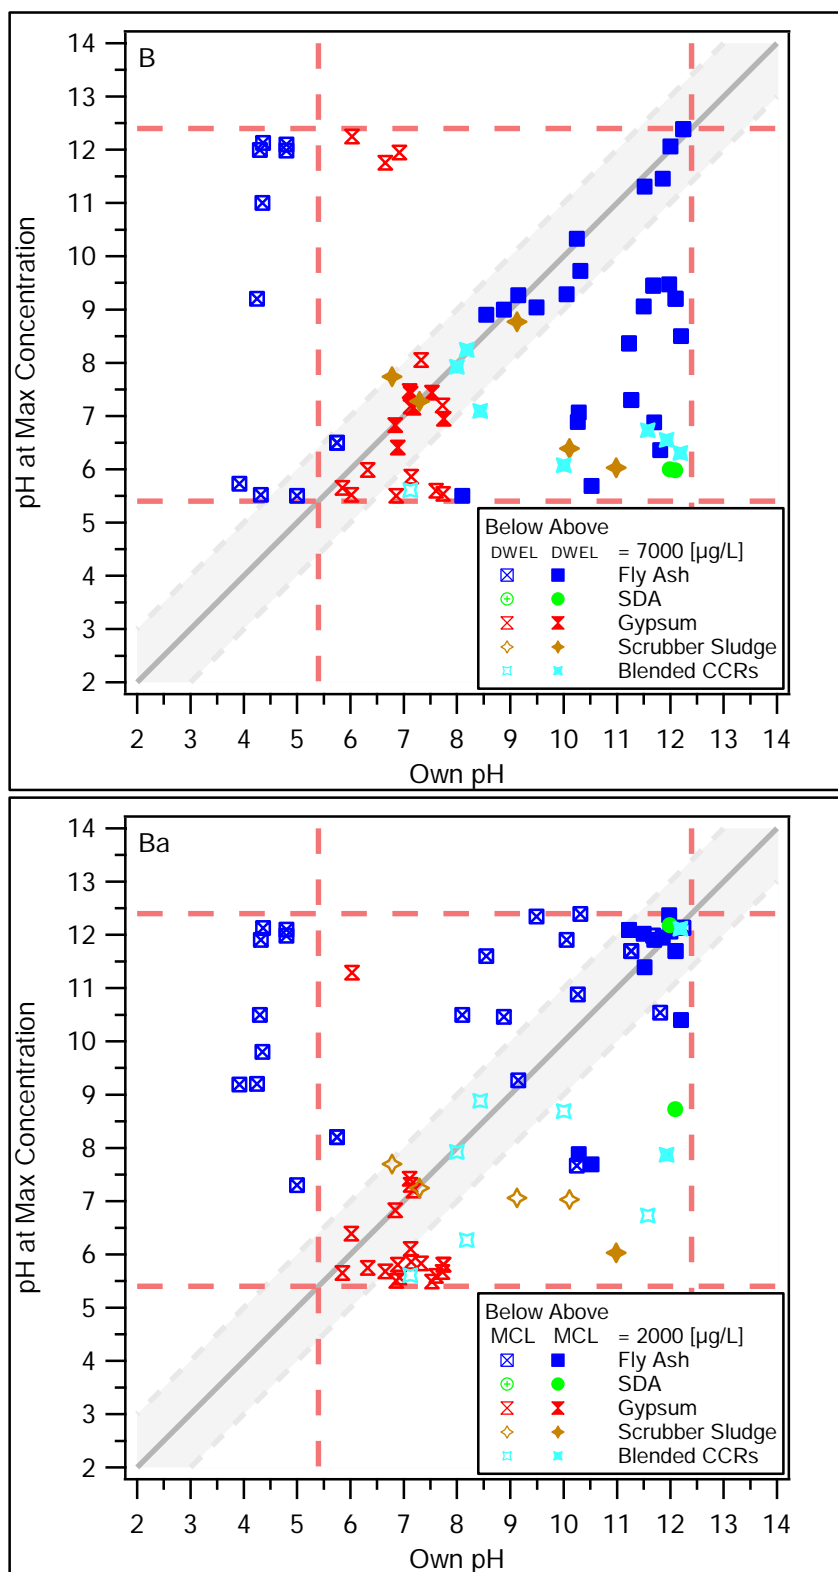 B
14
13
12
11
10
9
8
7
6
5
4
3
2
pH at Max Concentration
Below Above
DWEL DWEL = 7000 [µg/L]
Fly Ash
SDA
Gypsum
Scrubber Sludge
Blended CCRs
2 3 4 5 6 7 8 9 10 11 12 13 14
Own pH
Ba
14
13
12
11
10
9
8
7
6
5
4
3
2
pH at Max Concentration
Below Above
MCL MCL = 2000 [µg/L]
Fly Ash
SDA
Gypsum
Scrubber Sludge
Blended CCRs
2 3 4 5 6 7 8 9 10 11 12 13 14
Own pH